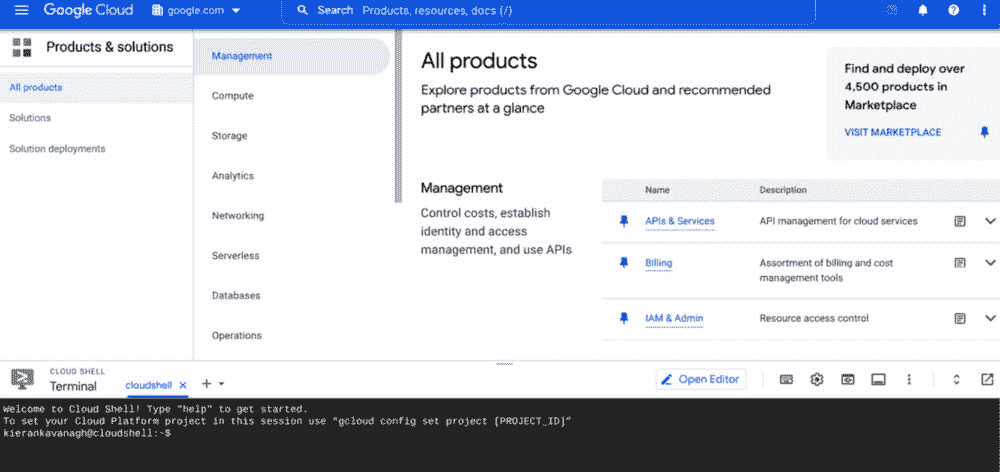 Google Cloud
google.com
Search Products, resources, docs (/)
Products & solutions
All products
Solutions
Solution deployments
Management
Compute
Storage
Analytics
Networking
Serverless
Databases
Operations
All products
Explore products from Google Cloud and recommended
partners at a glance
Find and deploy over
4,500 products in
Marketplace
VISIT MARKETPLACE
Management
Control costs, establish
identity and access
management, and use APIs
Name Description
APIs & Services API management for cloud services
Billing Assortment of billing and cost
management tools
IAM & Admin Resource access control
CLOUD SHELL
Terminal
cloudshell
Open Editor
Welcome to Cloud Shell! Type "help" to get started.
To set your Cloud Platform project in this session use "gcloud config set project [PROJECT_ID]"
kierankavanagh@cloudshell:~$